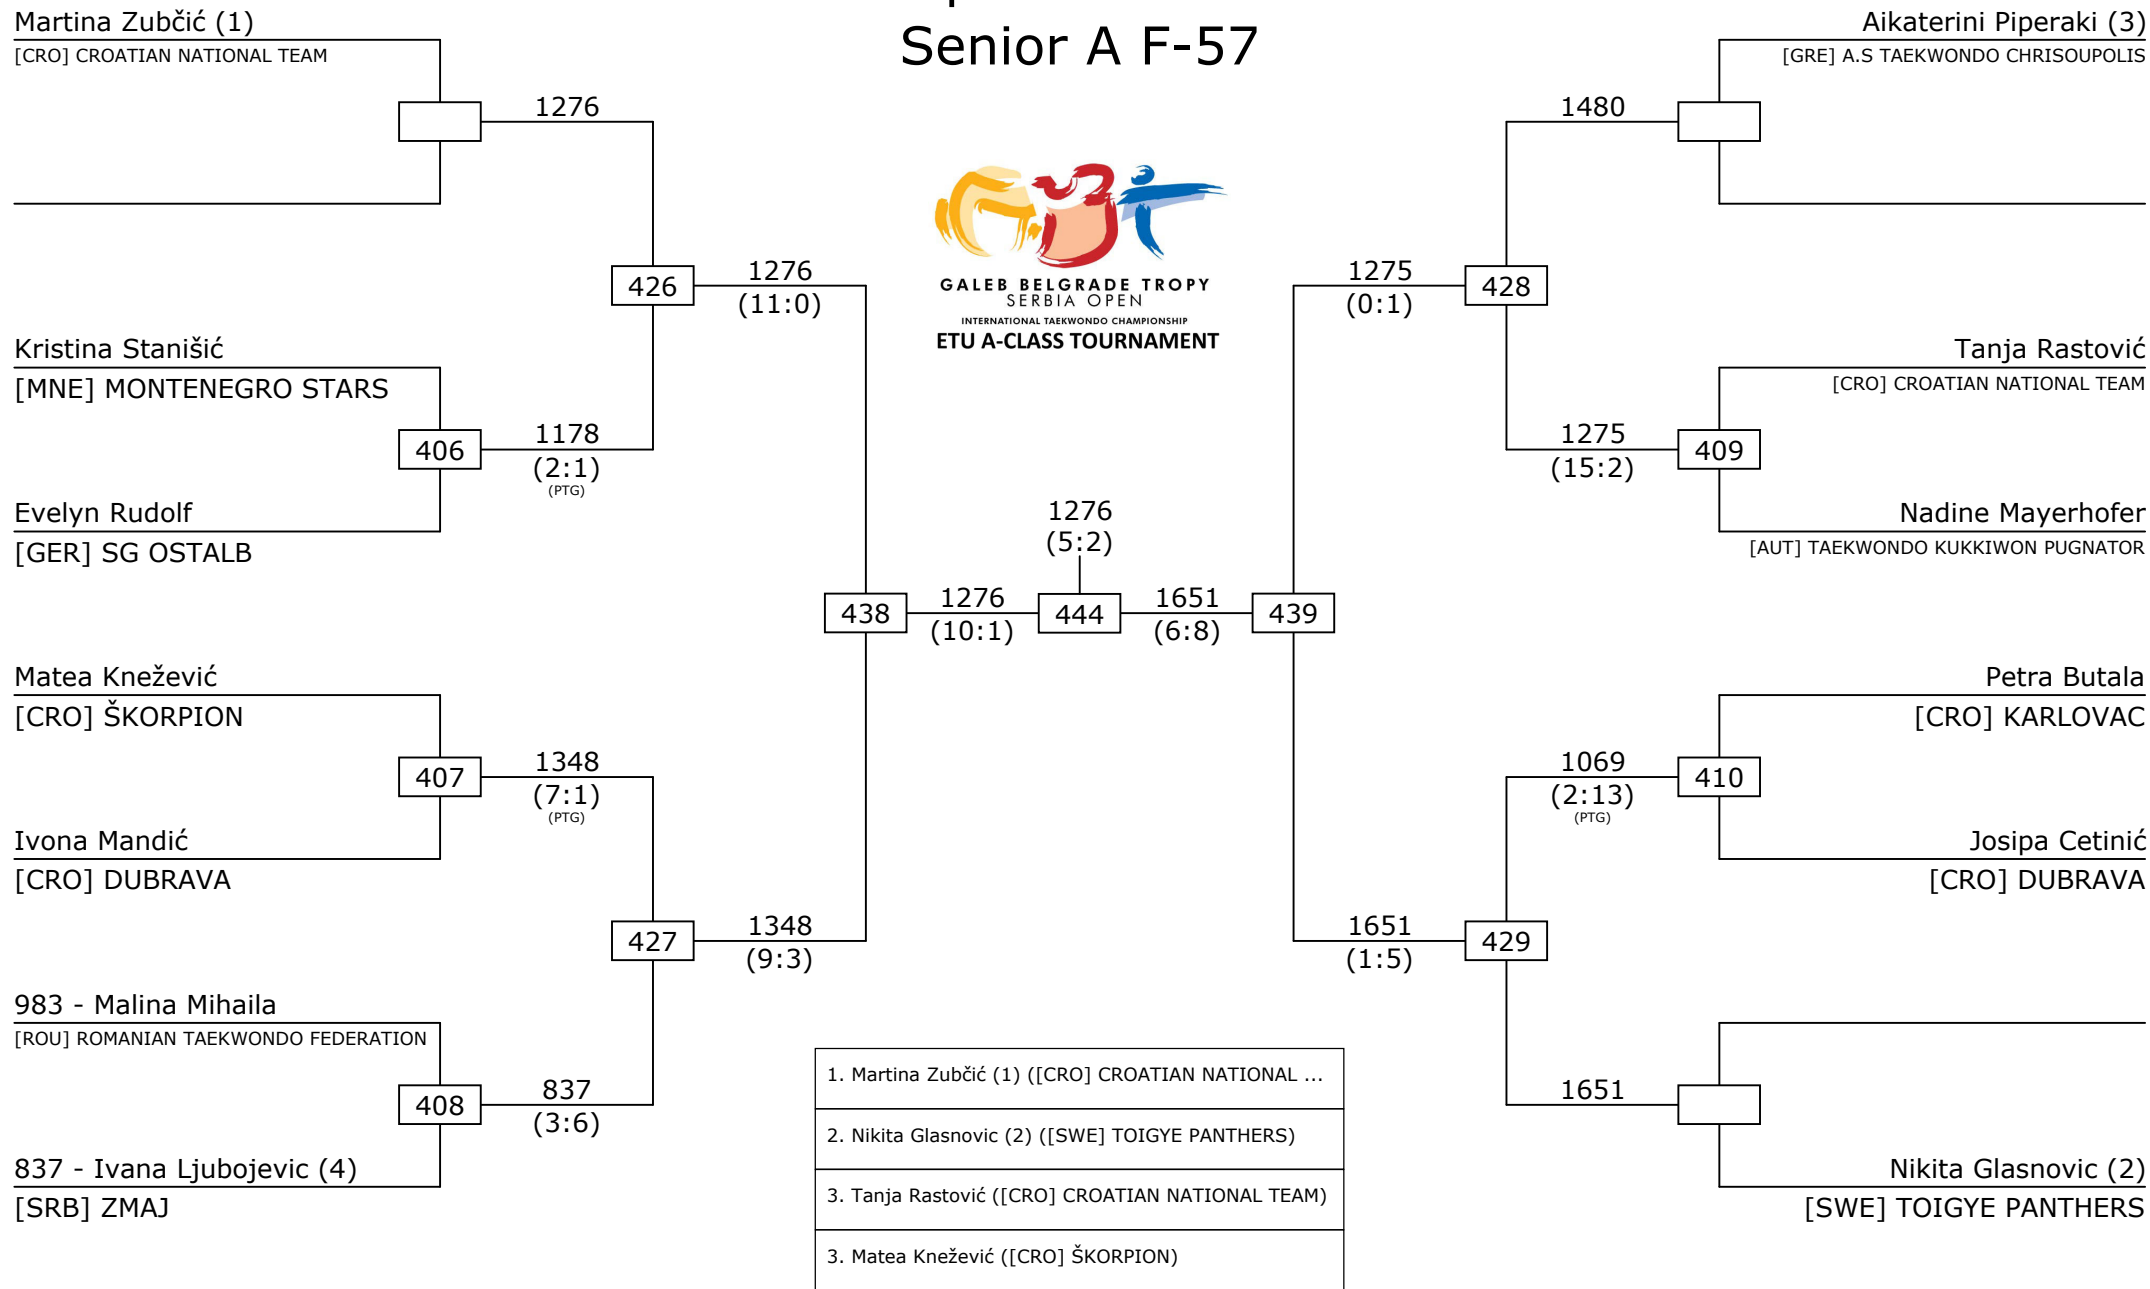 Senior A F-57
Martina Zubčić (1)
[CRO] CROATIAN NATIONAL TEAM
Aikaterini Piperaki (3)
[GRE] A.S TAEKWONDO CHRISOUPOLIS
1276
1480
GALEB BELGRADE TROPY
SERBIA OPEN
INTERNATIONAL TAEKWONDO CHAMPIONSHIP
ETU A-CLASS TOURNAMENT
426
1276
(11:0)
1275
(0:1)
428
Kristina Stanišić
[MNE] MONTENEGRO STARS
Tanja Rastović
[CRO] CROATIAN NATIONAL TEAM
406
1178
(2:1)
(PTG)
1275
(15:2)
409
Evelyn Rudolf
[GER] SG OSTALB
1276
(5:2)
Nadine Mayerhofer
[AUT] TAEKWONDO KUKKIWON PUGNATOR
438
1276
(10:1)
444
1651
(6:8)
439
Matea Knežević
[CRO] ŠKORPION
Petra Butala
[CRO] KARLOVAC
407
1348
(7:1)
(PTG)
1069
(2:13)
(PTG)
410
Ivona Mandić
[CRO] DUBRAVA
Josipa Cetinić
[CRO] DUBRAVA
427
1348
(9:3)
1651
(1:5)
429
983 - Malina Mihaila
[ROU] ROMANIAN TAEKWONDO FEDERATION
408
837
(3:6)
1651
837 - Ivana Ljubojevic (4)
[SRB] ZMAJ
Nikita Glasnovic (2)
[SWE] TOIGYE PANTHERS
1. Martina Zubčić (1) ([CRO] CROATIAN NATIONAL ...
2. Nikita Glasnovic (2) ([SWE] TOIGYE PANTHERS)
3. Tanja Rastović ([CRO] CROATIAN NATIONAL TEAM)
3. Matea Knežević ([CRO] ŠKORPION)